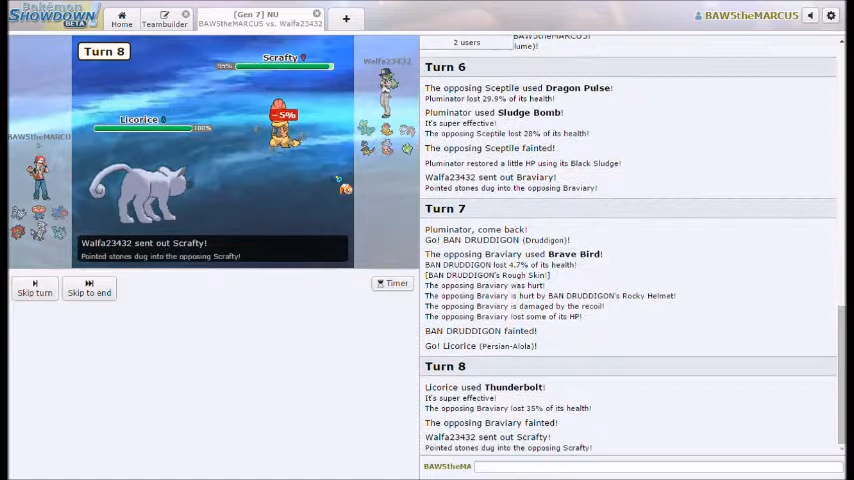 Pokémon
SHOWDOWN
BETA
Home
Teambuilder
[Gen 7] NU
BAW5theMARCUS vs. Walfa23432
BAW5theMARCUS
Turn 8
Scrafty
95%
Walfa23432
-5%
Licorice
100%
BAW5theMARCU
S
Walfa23432 sent out Scrafty!
Pointed stones dug into the opposing Scrafty!
Skip turn
Skip to end
Timer
2 users
BAW5theMARCUS!
lume)!
Turn 6
The opposing Sceptile used Dragon Pulse!
Pluminator lost 29.9% of its health!
Pluminator used Sludge Bomb!
It's super effective!
The opposing Sceptile lost 28% of its health!
The opposing Sceptile fainted!
Pluminator restored a little HP using its Black Sludge!
Walfa23432 sent out Braviary!
Pointed stones dug into the opposing Braviary!
Turn 7
Pluminator, come back!
Go! BAN DRUDDIGON (Druddigon)!
The opposing Braviary used Brave Bird!
BAN DRUDDIGON lost 4.7% of its health!
[BAN DRUDDIGON's Rough Skin!]
The opposing Braviary was hurt!
The opposing Braviary is hurt by BAN DRUDDIGON's Rocky Helmet!
The opposing Braviary is damaged by the recoil!
The opposing Braviary lost some of its HP!
BAN DRUDDIGON fainted!
Go! Licorice (Persian-Alola)!
Turn 8
Licorice used Thunderbolt!
It's super effective!
The opposing Braviary lost 35% of its health!
The opposing Braviary fainted!
Walfa23432 sent out Scrafty!
Pointed stones dug into the opposing Scrafty!
BAW5theMA